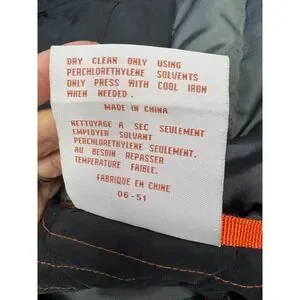 DRY CLEAN ONLY USING
PERCHLORETHYLENE SOLVENTS
ONLY PRESS WITH COOL IRON
WHEN NEEDED.
MADE IN CHINA
NETTOYAGE A SEC SEULEMENT
EMPLOYER SOLVANT
PERCHLORETHYLENE SEULEMENT.
AU BESOIN REPASSER
TEMPERATURE FAIBLE.
FABRIQUE EN CHINE
06-51